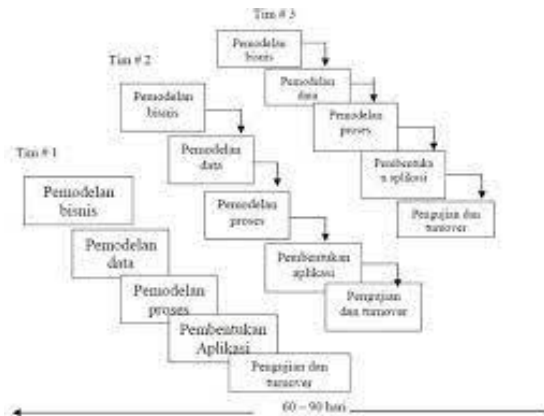 Tim # 3
Pemodelan
bisnis
Pemodelan
data
Pemodelan
proses
Pembentuka
n aplikasi
Pengujian dan
turnover
Tim # 2
Pemodelan
bisnis
Pemodelan
data
Pemodelan
proses
Pembentukan
aplikasi
Pengujian
dan turnover
Tim # 1
Pemodelan
bisnis
Pemodelan
data
Pemodelan
proses
Pembentukan
Aplikasi
Pengujian dan
turnover
60 – 90 hari